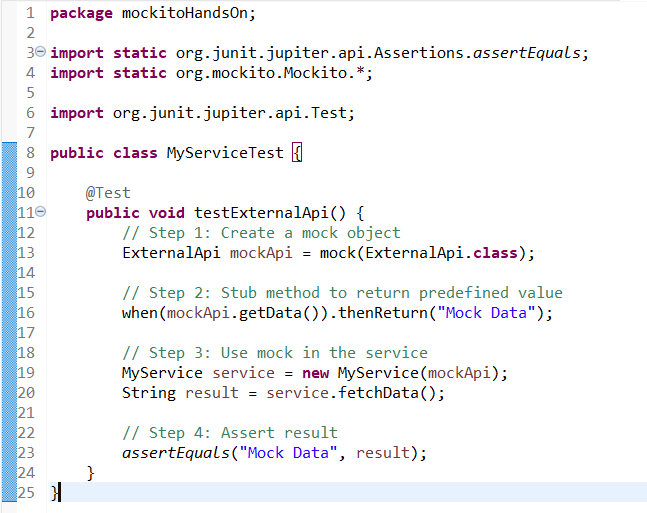 1 package mockitoHandsOn;
2
3 import static org.junit.jupiter.api.Assertions.assertEquals;
4 import static org.mockito.Mockito.*;
5
6 import org.junit.jupiter.api.Test;
7
8 public class MyServiceTest {
9
10     @Test
11     public void testExternalApi() {
12         // Step 1: Create a mock object
13         ExternalApi mockApi = mock(ExternalApi.class);
14
15         // Step 2: Stub method to return predefined value
16         when(mockApi.getData()).thenReturn("Mock Data");
17
18         // Step 3: Use mock in the service
19         MyService service = new MyService(mockApi);
20         String result = service.fetchData();
21
22         // Step 4: Assert result
23         assertEquals("Mock Data", result);
24     }
25 }